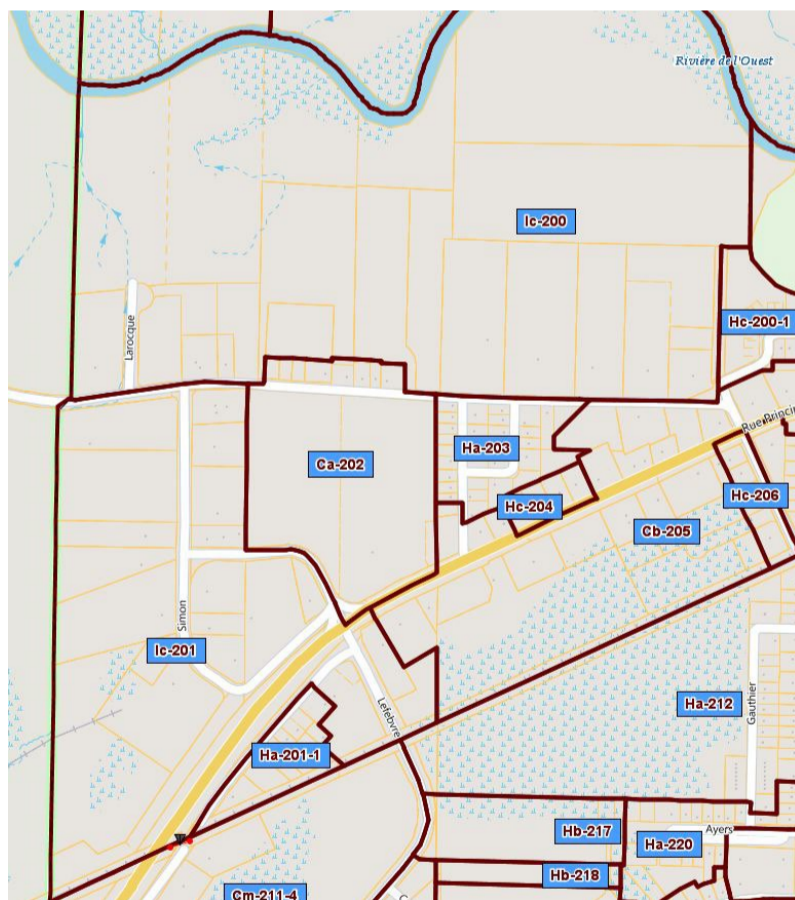 Rivière de l'Ouest
Ic-200
Hc-200-1
Larocque
Rue Princi
Ha-203
Ca-202
Hc-204
Hc-206
Cb-205
Simon
Ic-201
Lefebvre
Ha-212
Gauthier
Ha-201-1
Hb-217
Ayers
Ha-220
Hb-218
Cm-211-4